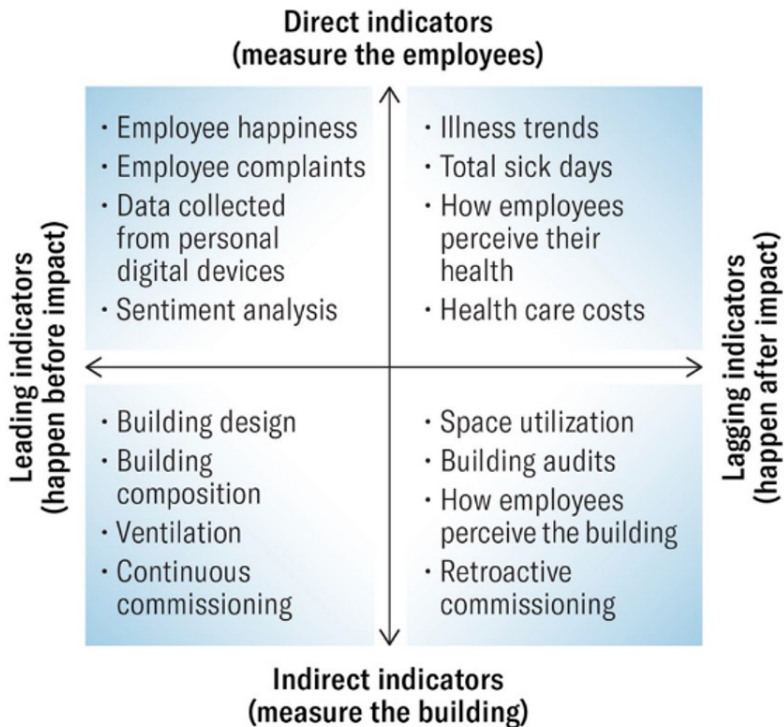 Direct indicators
(measure the employees)
· Employee happiness
· Employee complaints
· Data collected
from personal
digital devices
· Sentiment analysis
· Illness trends
· Total sick days
· How employees
perceive their
health
· Health care costs
Leading indicators
(happen before impact)
Lagging indicators
(happen after impact)
· Building design
· Building
composition
· Ventilation
· Continuous
commissioning
· Space utilization
· Building audits
· How employees
perceive the building
· Retroactive
commissioning
Indirect indicators
(measure the building)